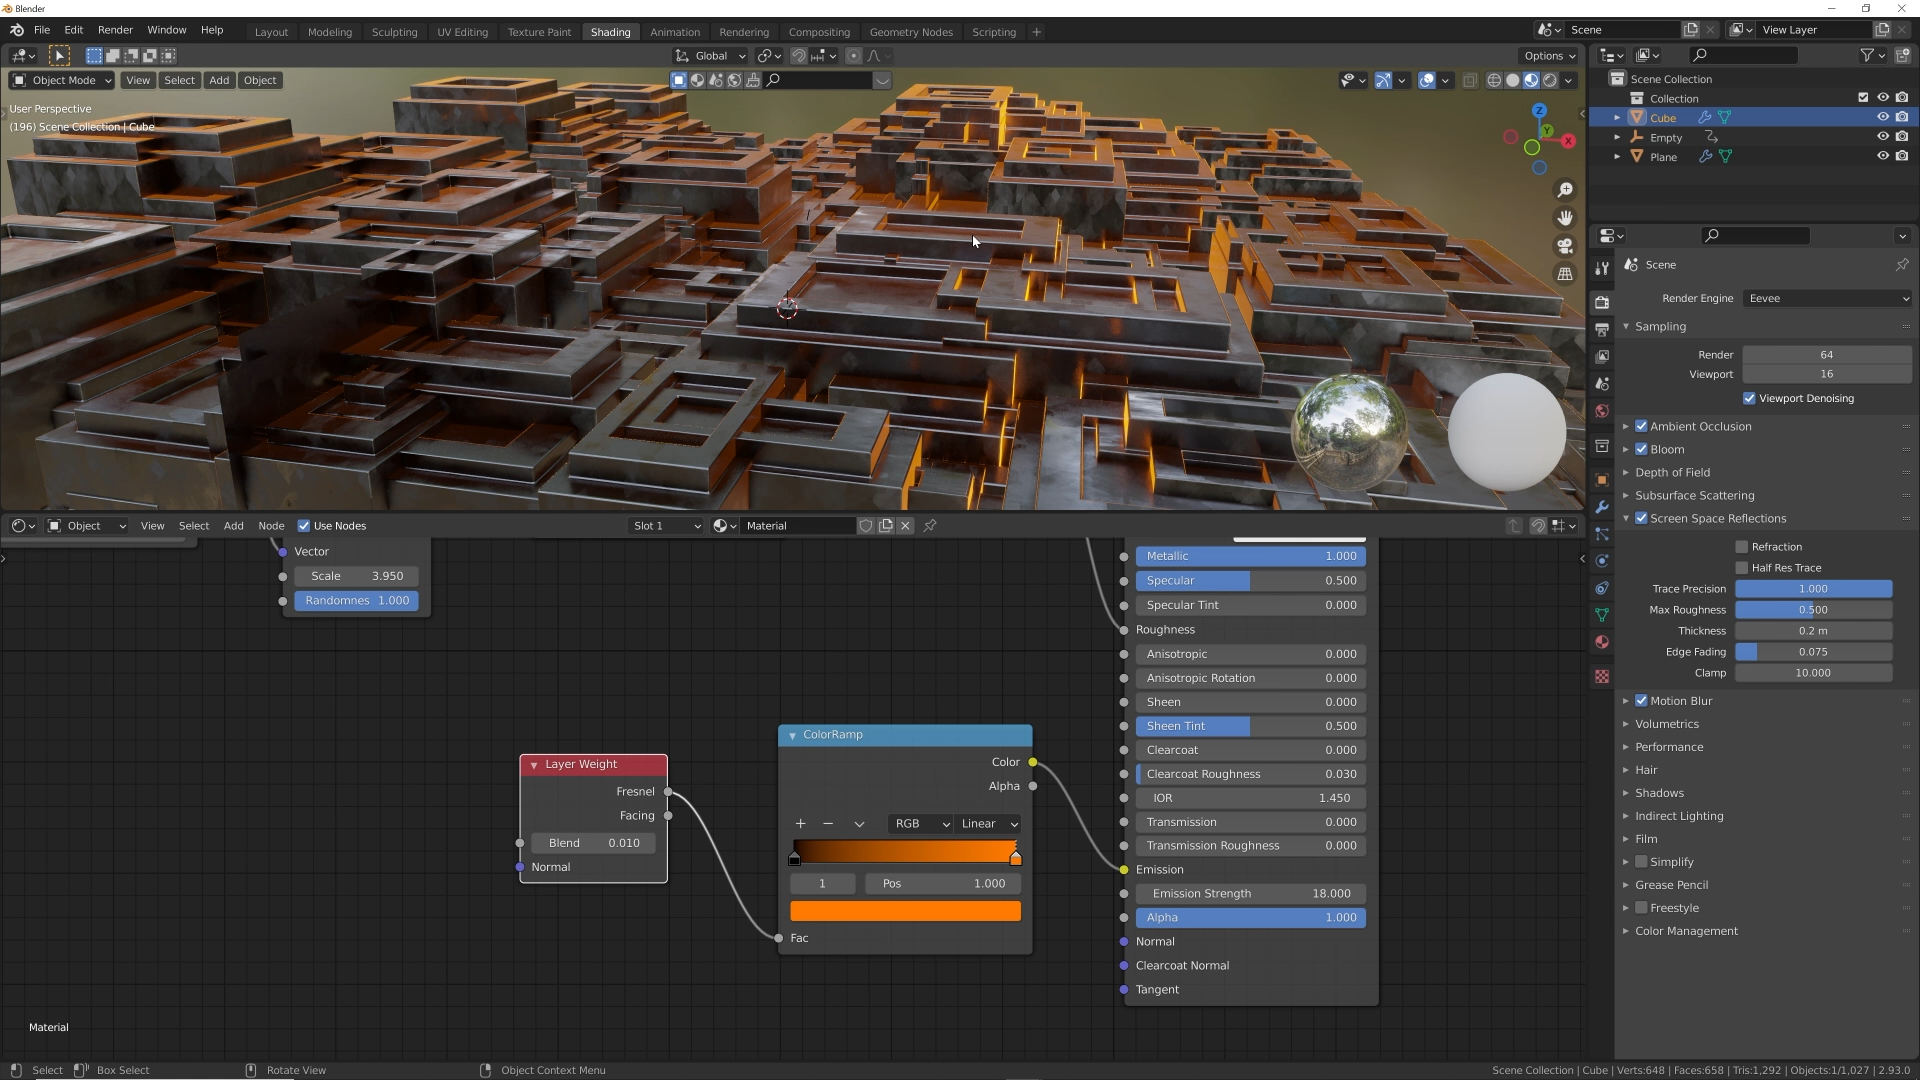 Blender
File Edit Render Window Help
Layout Modeling Sculpting UV Editing Texture Paint Shading Animation Rendering Compositing Geometry Nodes Scripting +
Scene
View Layer
Global
Options
Object Mode View Select Add Object
User Perspective
(196) Scene Collection | Cube
Z
Y
X
Scene Collection
Collection
Cube
Empty
Plane
Scene
Render Engine Eevee
Sampling
Render 64
Viewport 16
Viewport Denoising
Ambient Occlusion
Bloom
Depth of Field
Subsurface Scattering
Screen Space Reflections
Refraction
Half Res Trace
Trace Precision 1.000
Max Roughness 0.500
Thickness 0.2 m
Edge Fading 0.075
Clamp 10.000
Motion Blur
Volumetrics
Performance
Hair
Shadows
Indirect Lighting
Film
Simplify
Grease Pencil
Freestyle
Color Management
Object View Select Add Node Use Nodes
Slot 1
Material
Vector
Scale 3.950
Randomnes 1.000
Layer Weight
Fresnel
Facing
Blend 0.010
Normal
ColorRamp
Color
Alpha
+ − RGB Linear
1 Pos 1.000
Fac
Metallic 1.000
Specular 0.500
Specular Tint 0.000
Roughness
Anisotropic 0.000
Anisotropic Rotation 0.000
Sheen 0.000
Sheen Tint 0.500
Clearcoat 0.000
Clearcoat Roughness 0.030
IOR 1.450
Transmission 0.000
Transmission Roughness 0.000
Emission
Emission Strength 18.000
Alpha 1.000
Normal
Clearcoat Normal
Tangent
Material
Select Box Select Rotate View Object Context Menu
Scene Collection | Cube | Verts:648 | Faces:658 | Tris:1,292 | Objects:1/1,027 | 2.93.0